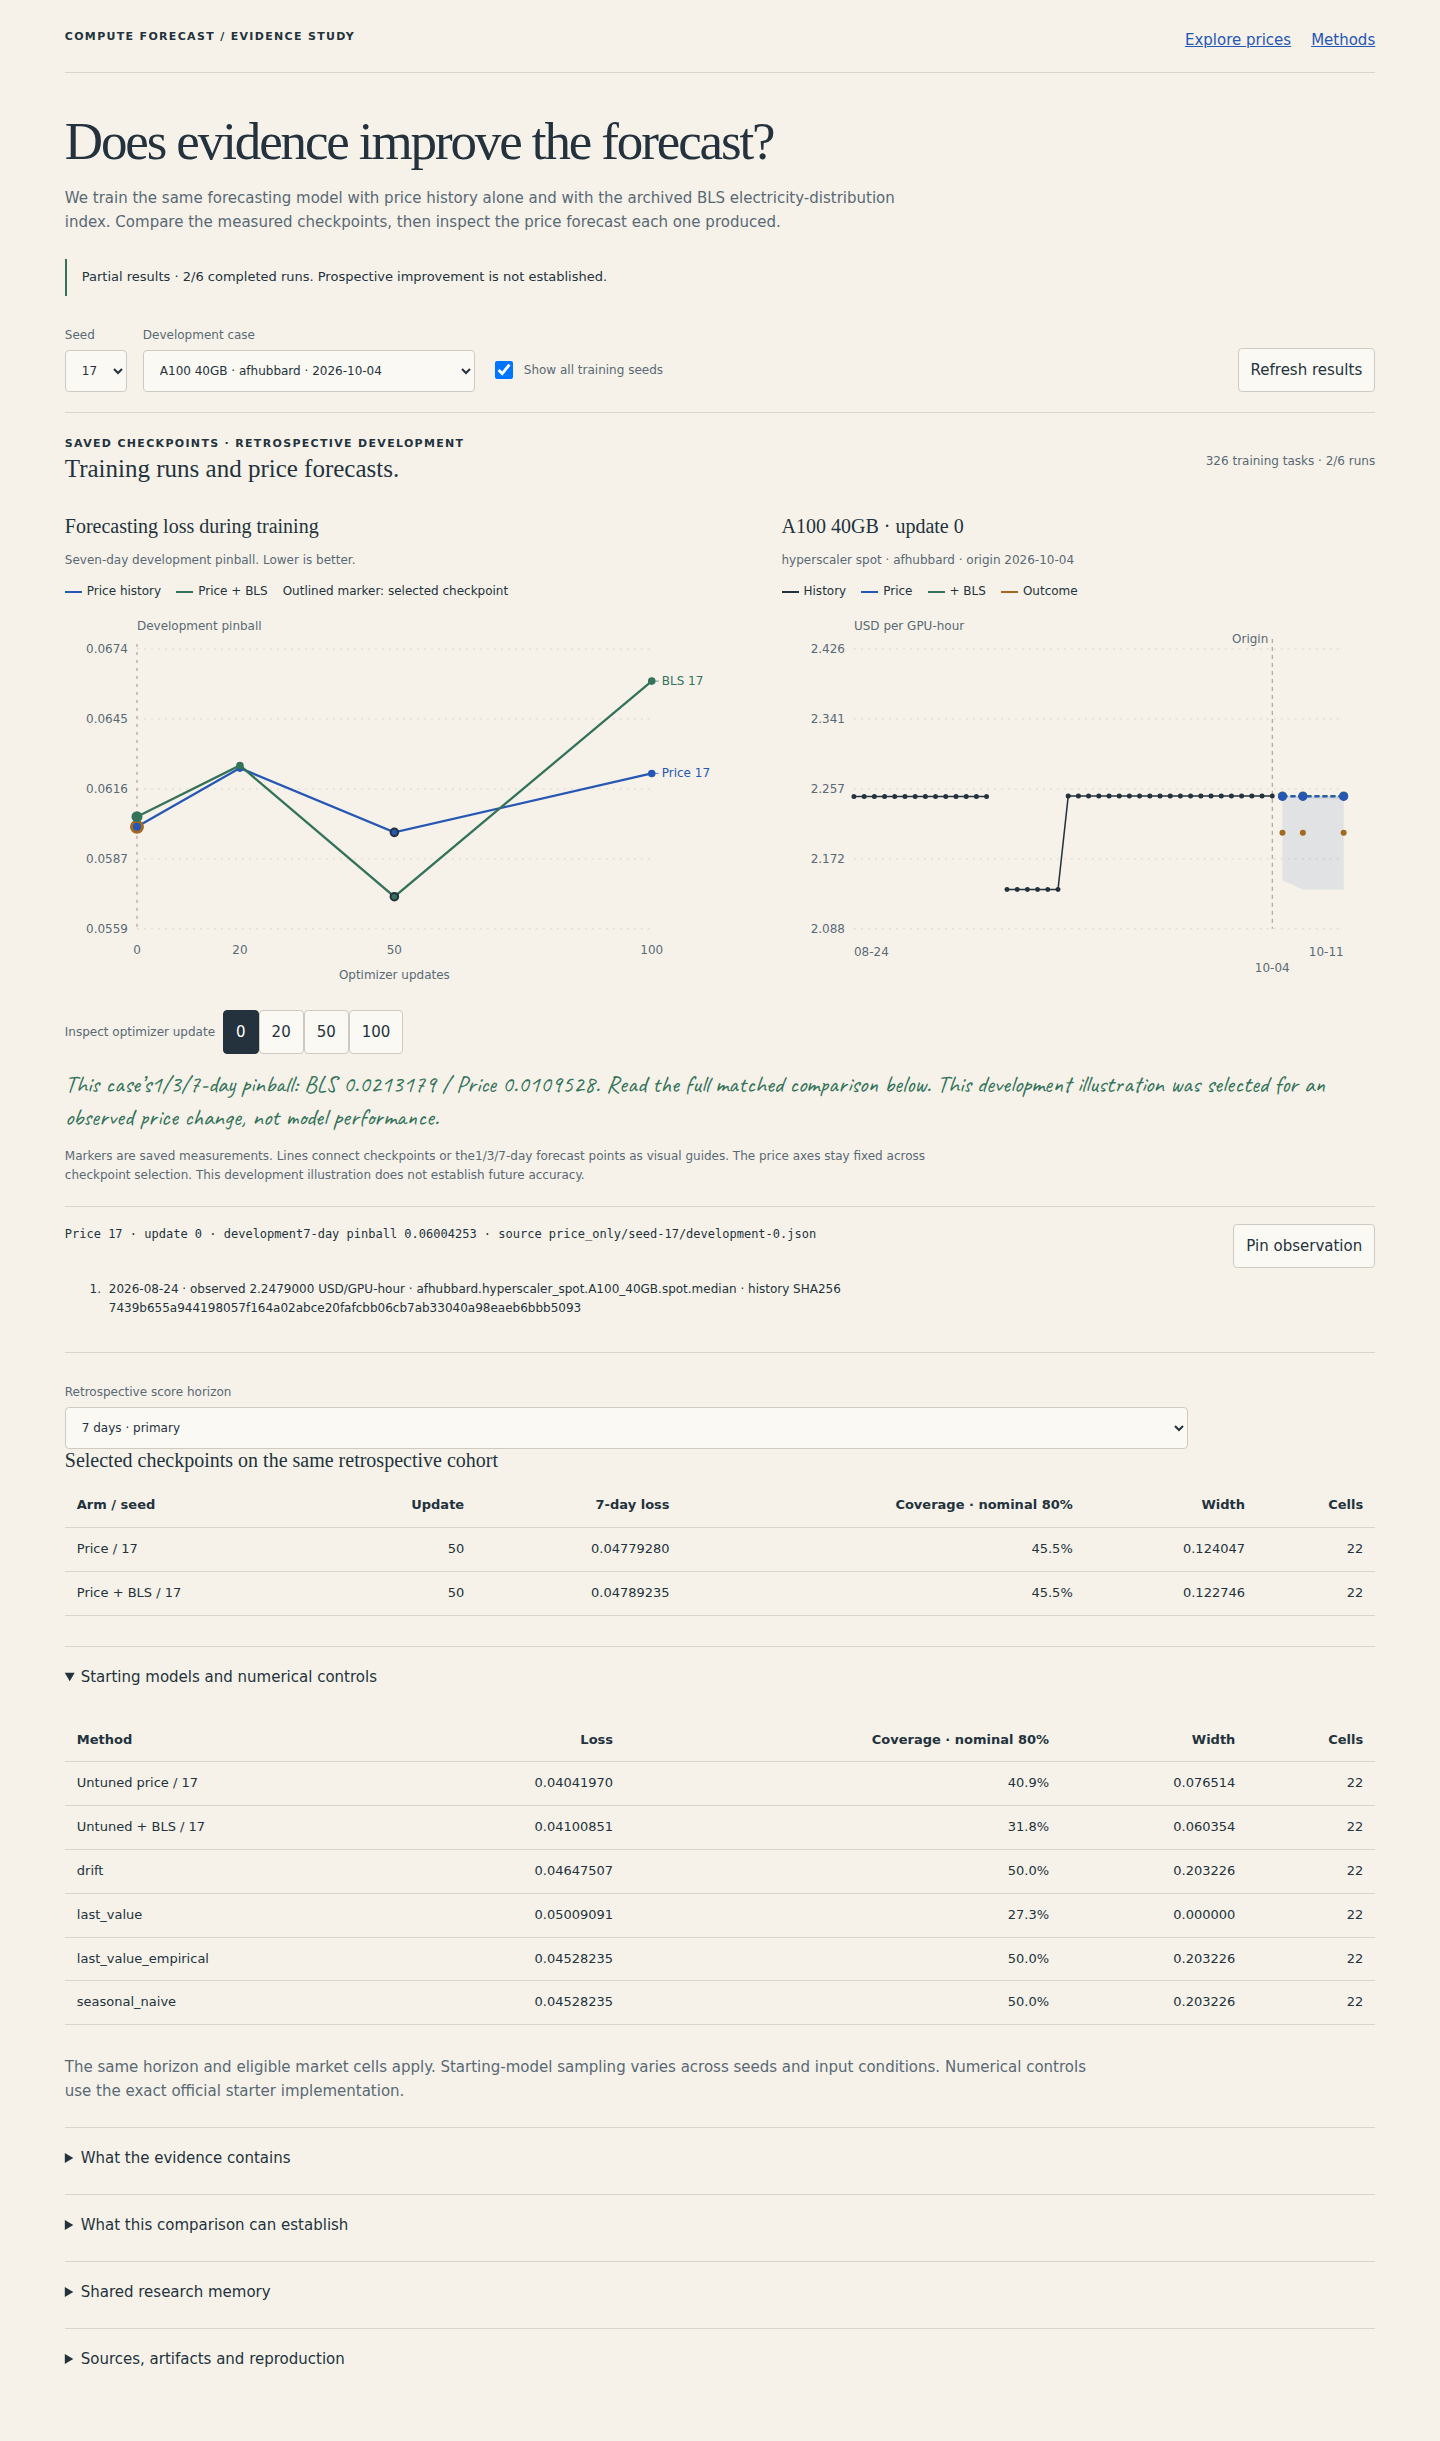 COMPUTE FORECAST / EVIDENCE STUDY
Explore prices Methods
Does evidence improve the forecast?
We train the same forecasting model with price history alone and with the archived BLS electricity-distribution
index. Compare the measured checkpoints, then inspect the price forecast each one produced.
Partial results · 2/6 completed runs. Prospective improvement is not established.
Seed Development case
17 A100 40GB · afhubbard · 2026-10-04 Show all training seeds Refresh results
SAVED CHECKPOINTS · RETROSPECTIVE DEVELOPMENT
Training runs and price forecasts.
326 training tasks · 2/6 runs
Forecasting loss during training
Seven-day development pinball. Lower is better.
Price history Price + BLS Outlined marker: selected checkpoint
Development pinball
0.0674
0.0645
0.0616
0.0587
0.0559
BLS 17
Price 17
0 20 50 100
Optimizer updates
A100 40GB · update 0
hyperscaler spot · afhubbard · origin 2026-10-04
History Price + BLS Outcome
USD per GPU-hour
Origin
2.426
2.341
2.257
2.172
2.088
08-24 10-11
10-04
Inspect optimizer update 0 20 50 100
This case's1/3/7-day pinball: BLS 0.0213179 / Price 0.0109528. Read the full matched comparison below. This development illustration was selected for an
observed price change, not model performance.
Markers are saved measurements. Lines connect checkpoints or the1/3/7-day forecast points as visual guides. The price axes stay fixed across
checkpoint selection. This development illustration does not establish future accuracy.
Price 17 · update 0 · development7-day pinball 0.06004253 · source price_only/seed-17/development-0.json
Pin observation
1. 2026-08-24 · observed 2.2479000 USD/GPU-hour · afhubbard.hyperscaler_spot.A100_40GB.spot.median · history SHA256
7439b655a944198057f164a02abce20fafcbb06cb7ab33040a98eaeb6bbb5093
Retrospective score horizon
7 days · primary
Selected checkpoints on the same retrospective cohort
Arm / seed Update 7-day loss Coverage · nominal 80% Width Cells
Price / 17 50 0.04779280 45.5% 0.124047 22
Price + BLS / 17 50 0.04789235 45.5% 0.122746 22
Starting models and numerical controls
Method Loss Coverage · nominal 80% Width Cells
Untuned price / 17 0.04041970 40.9% 0.076514 22
Untuned + BLS / 17 0.04100851 31.8% 0.060354 22
drift 0.04647507 50.0% 0.203226 22
last_value 0.05009091 27.3% 0.000000 22
last_value_empirical 0.04528235 50.0% 0.203226 22
seasonal_naive 0.04528235 50.0% 0.203226 22
The same horizon and eligible market cells apply. Starting-model sampling varies across seeds and input conditions. Numerical controls
use the exact official starter implementation.
What the evidence contains
What this comparison can establish
Shared research memory
Sources, artifacts and reproduction